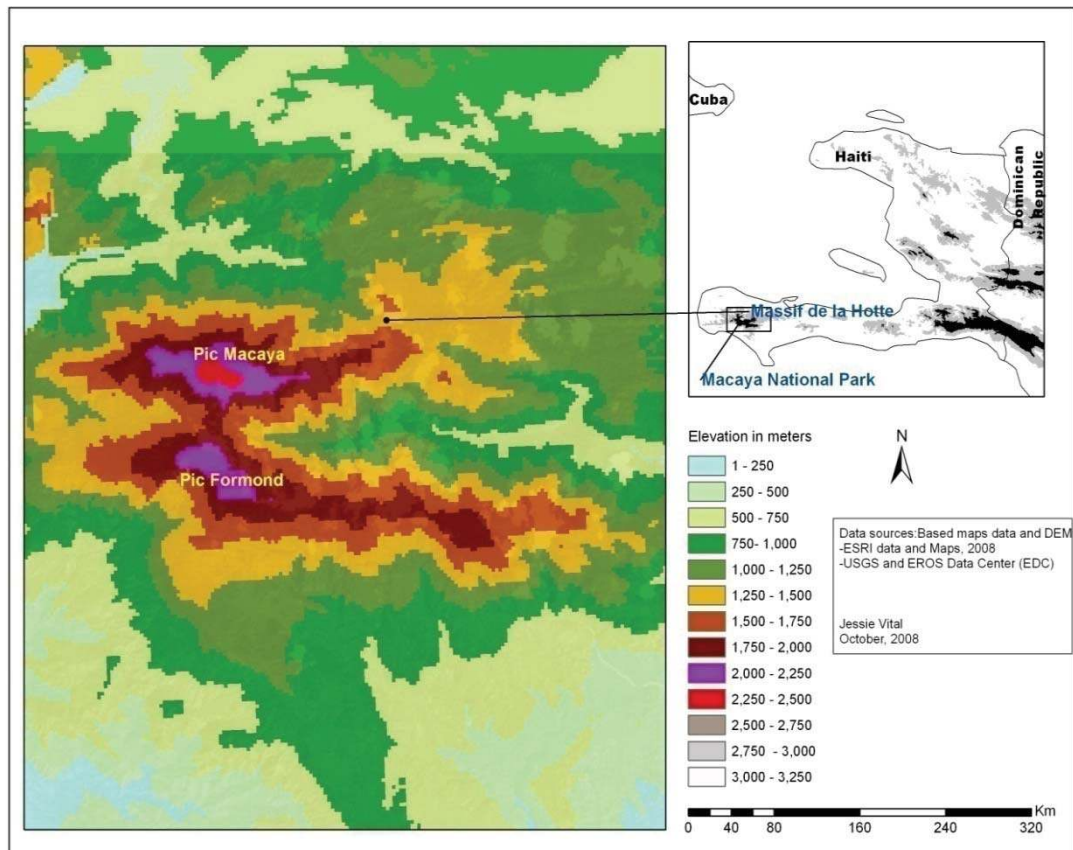 Pic Macaya
Pic Formond
Cuba
Haiti
Dominican
Republic
Massif de la Hotte
Macaya National Park
Elevation in meters
1 - 250
250 - 500
500 - 750
750- 1,000
1,000 - 1,250
1,250 - 1,500
1,500 - 1,750
1,750 - 2,000
2,000 - 2,250
2,250 - 2,500
2,500 - 2,750
2,750 - 3,000
3,000 - 3,250
N
Data sources:Based maps data and DEM
-ESRI data and Maps, 2008
-USGS and EROS Data Center (EDC)
Jessie Vital
October, 2008
Km
0 40 80 160 240 320